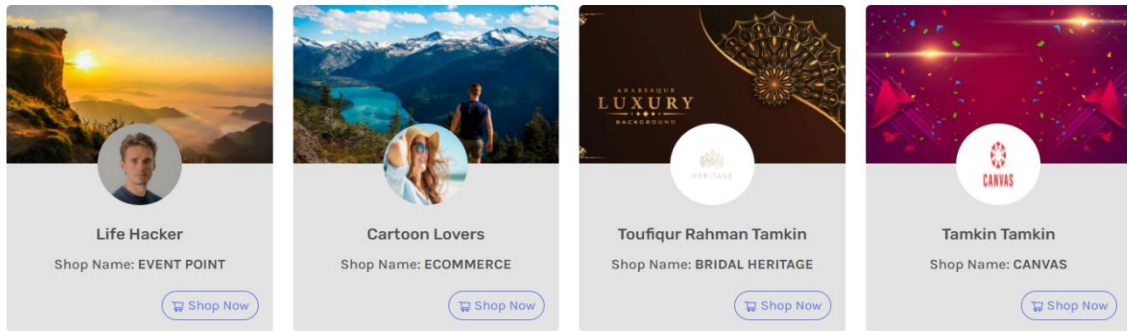 ARABESQUE
LUXURY
BACKGROUND
HERITAGE
CANVAS
Life Hacker
Shop Name: EVENT POINT
Shop Now
Cartoon Lovers
Shop Name: ECOMMERCE
Shop Now
Toufiqur Rahman Tamkin
Shop Name: BRIDAL HERITAGE
Shop Now
Tamkin Tamkin
Shop Name: CANVAS
Shop Now